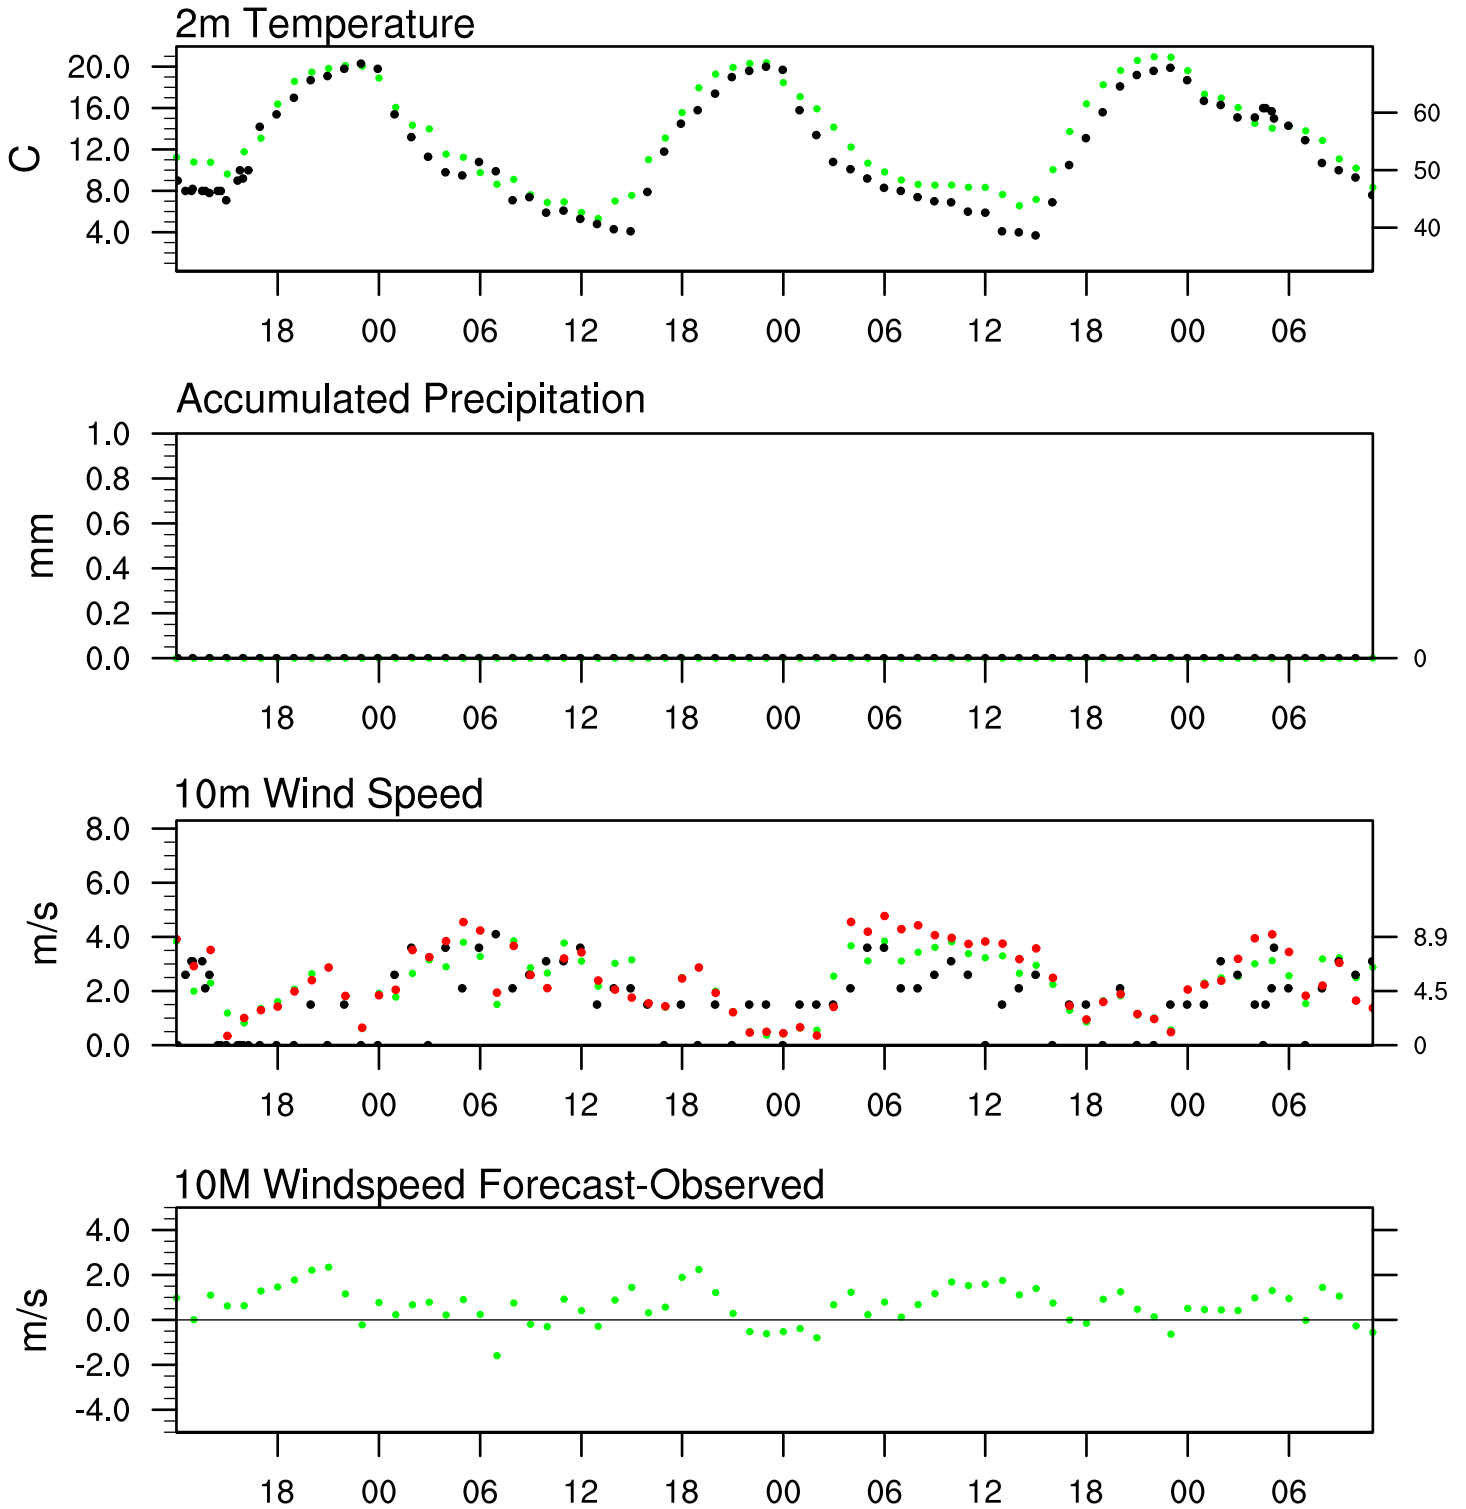 2m Temperature
20.0
16.0
12.0
8.0
4.0
C
60
50
40
18 00 06 12 18 00 06 12 18 00 06
Accumulated Precipitation
1.0
0.8
0.6
0.4
0.2
0.0
mm
0
18 00 06 12 18 00 06 12 18 00 06
10m Wind Speed
8.0
6.0
4.0
2.0
0.0
m/s
8.9
4.5
0
18 00 06 12 18 00 06 12 18 00 06
10M Windspeed Forecast-Observed
4.0
2.0
0.0
-2.0
-4.0
m/s
18 00 06 12 18 00 06 12 18 00 06